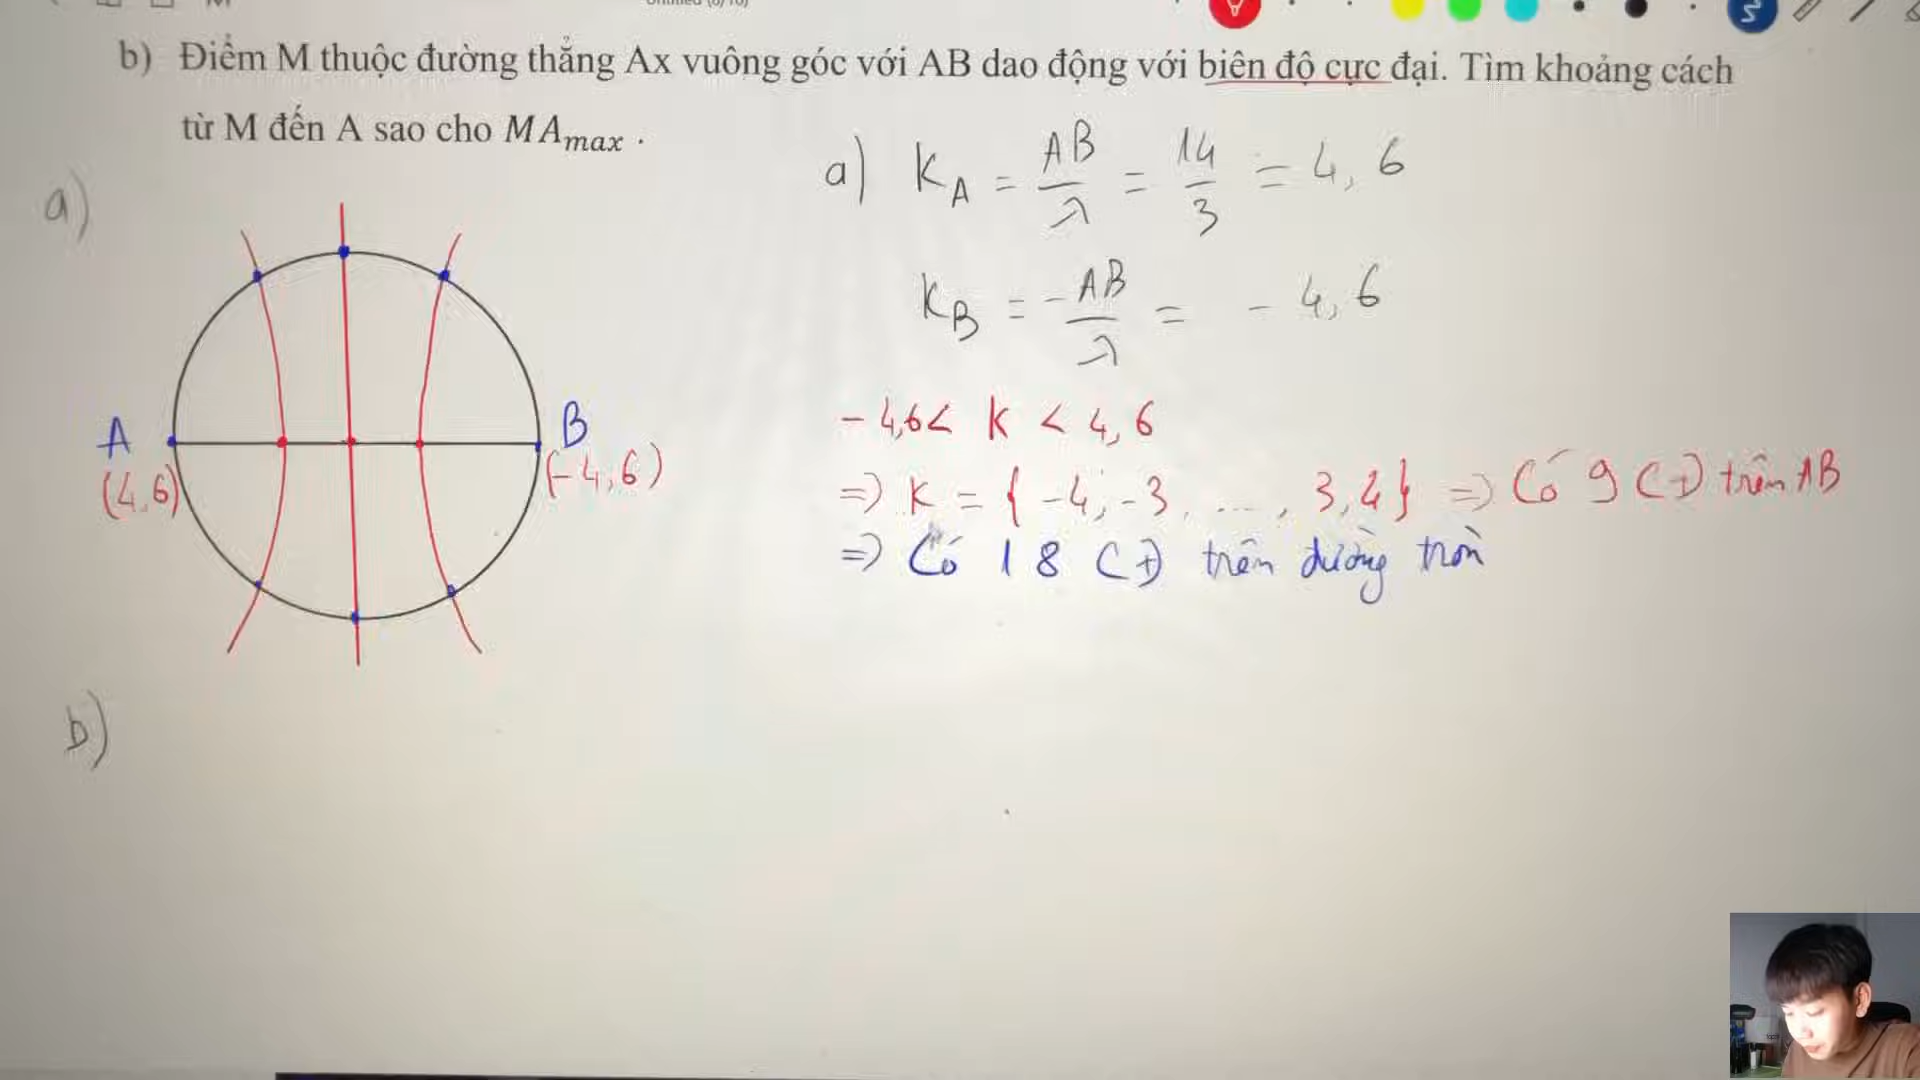 b) Điểm M thuộc đường thẳng Ax vuông góc với AB dao động với biên độ cực đại. Tìm khoảng cách
từ M đến A sao cho MAmax .
a)
a) KA = AB/λ = 14/3 = 4,6
KB = -AB/λ = - 4,6
A
(4,6)
B
(-4,6)
- 4,6 < K < 4,6
=> K = { -4; -3, ...., 3, 4 } => Có 9 CĐ trên AB
=> Có 18 CĐ trên đường tròn
b)